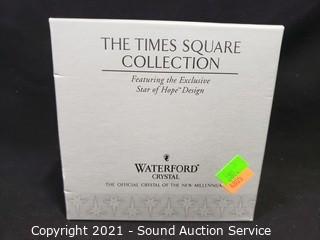 THE TIMES SQUARE
COLLECTION
Featuring the Exclusive
Star of Hope™ Design
WATERFORD®
CRYSTAL
THE OFFICIAL CRYSTAL OF THE NEW MILLENNIUM
Copyright 2021 - Sound Auction Service